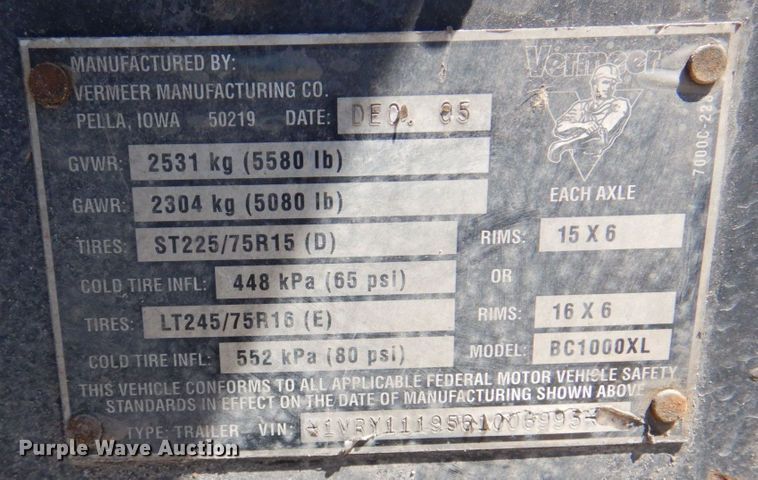 Vermeer
MANUFACTURED BY:
VERMEER MANUFACTURING CO.
PELLA, IOWA 50219 DATE: DEC. 05
GVWR: 2531 kg (5580 lb)
GAWR: 2304 kg (5080 lb)
EACH AXLE
TIRES: ST225/75R15 (D) RIMS: 15 X 6
COLD TIRE INFL: 448 kPa (65 psi) OR
TIRES: LT245/75R16 (E) RIMS: 16 X 6
COLD TIRE INFL: 552 kPa (80 psi) MODEL: BC1000XL
THIS VEHICLE CONFORMS TO ALL APPLICABLE FEDERAL MOTOR VEHICLE SAFETY
STANDARDS IN EFFECT ON THE DATE OF MANUFACTURING SHOWN ABOVE
TYPE: TRAILER VIN:
Purple Wave Auction